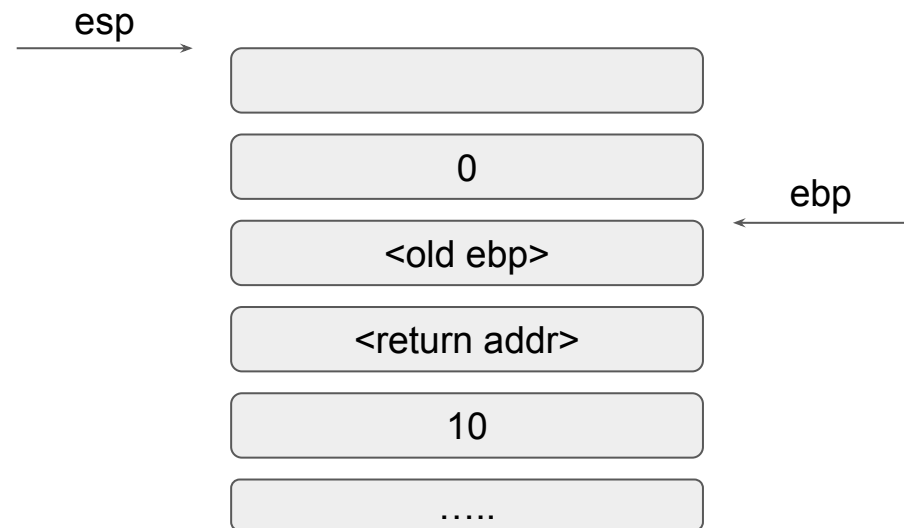 esp
0
ebp
<old ebp>
<return addr>
10
.....